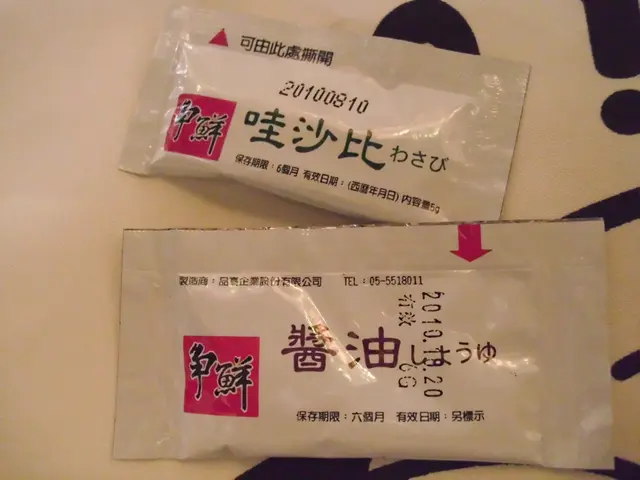 可由此處撕開
20100810
争鮮 哇沙比 わさび
保存期限：6個月 有效日期：(西曆年月日) 內容量5g
製造商：品高企業股份有限公司 TEL：05-5518011
争鮮 醬油 しょうゆ
有效 2010.10.20
6G
保存期限：六個月 有效日期：另標示